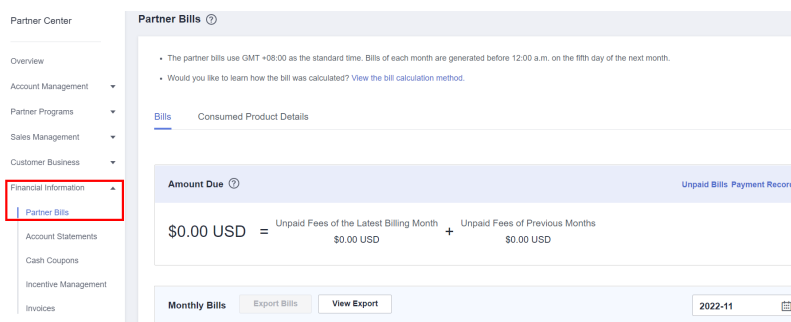 Partner Center
Overview
Account Management
Partner Programs
Sales Management
Customer Business
Financial Information
Partner Bills
Account Statements
Cash Coupons
Incentive Management
Invoices
Partner Bills ?
• The partner bills use GMT +08:00 as the standard time. Bills of each month are generated before 12:00 a.m. on the fifth day of the next month.
• Would you like to learn how the bill was calculated? View the bill calculation method.
Bills Consumed Product Details
Amount Due ? Unpaid Bills Payment Recor
$0.00 USD = Unpaid Fees of the Latest Billing Month + Unpaid Fees of Previous Months
$0.00 USD $0.00 USD
Monthly Bills Export Bills View Export 2022-11